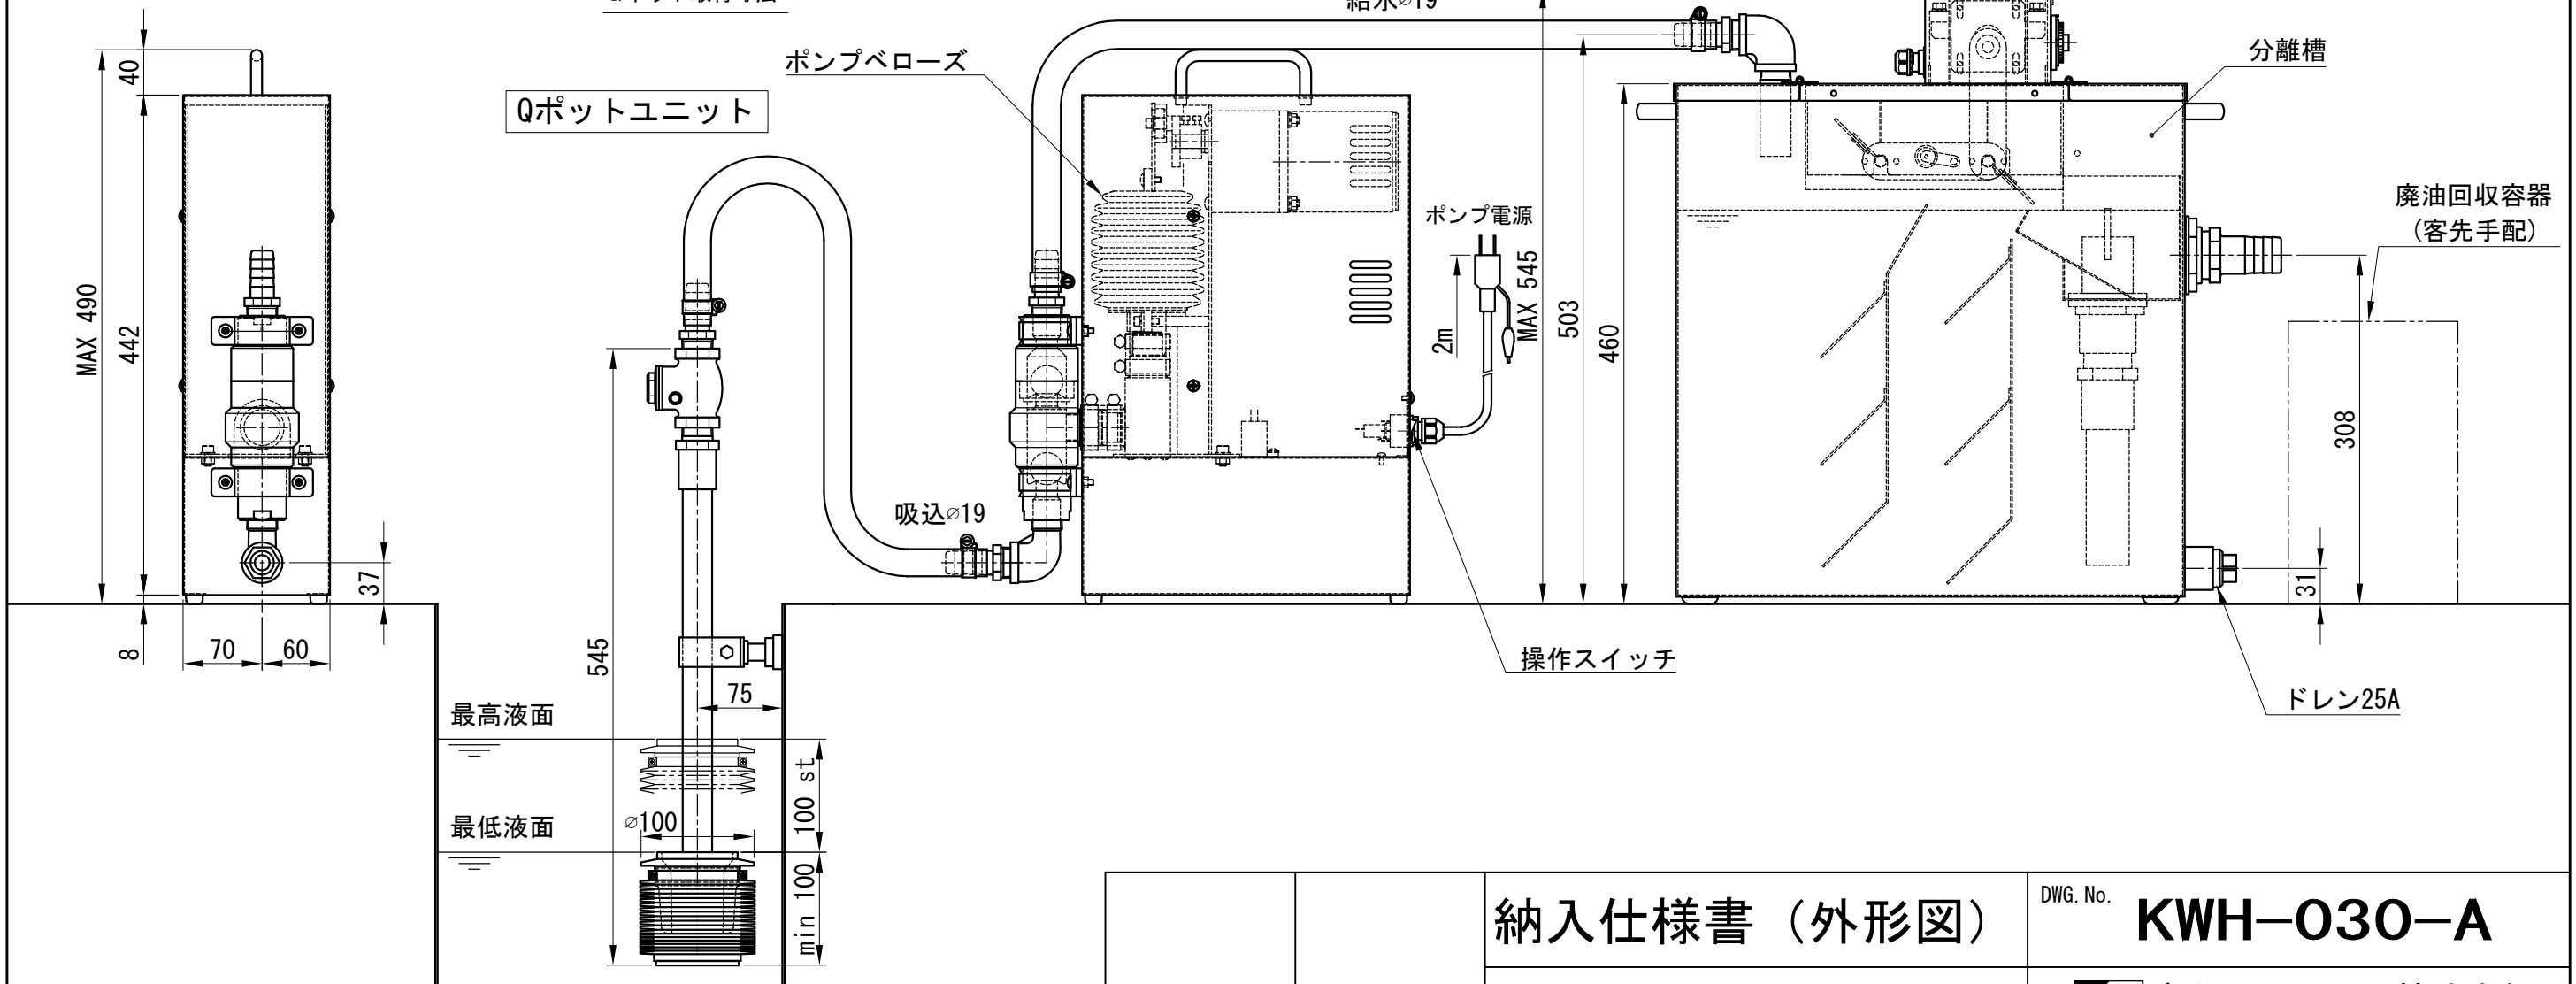 給水⌀19
ポンプベローズ
Qポットユニット
分離槽
廃油回収容器
(客先手配)
ポンプ電源
2m
40
MAX 490
442
37
8
70
60
吸込⌀19
MAX 545
503
460
308
31
545
75
操作スイッチ
ドレン25A
最高液面
最低液面
⌀100
100 st
min 100
納入仕様書（外形図）
DWG. No.
KWH-030-A